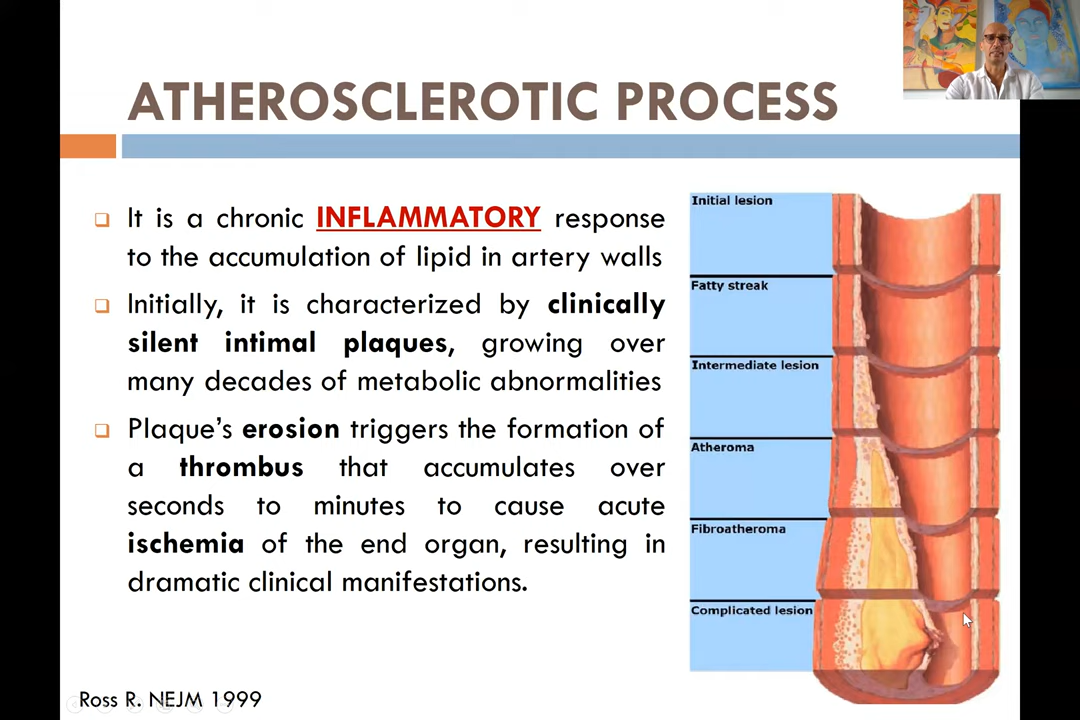 ATHEROSCLEROTIC PROCESS
It is a chronic INFLAMMATORY response
to the accumulation of lipid in artery walls
Initially, it is characterized by clinically
silent intimal plaques, growing over
many decades of metabolic abnormalities
Plaque's erosion triggers the formation of
a thrombus that accumulates over
seconds to minutes to cause acute
ischemia of the end organ, resulting in
dramatic clinical manifestations.
Initial lesion
Fatty streak
Intermediate lesion
Atheroma
Fibroatheroma
Complicated lesion
Ross R. NEJM 1999